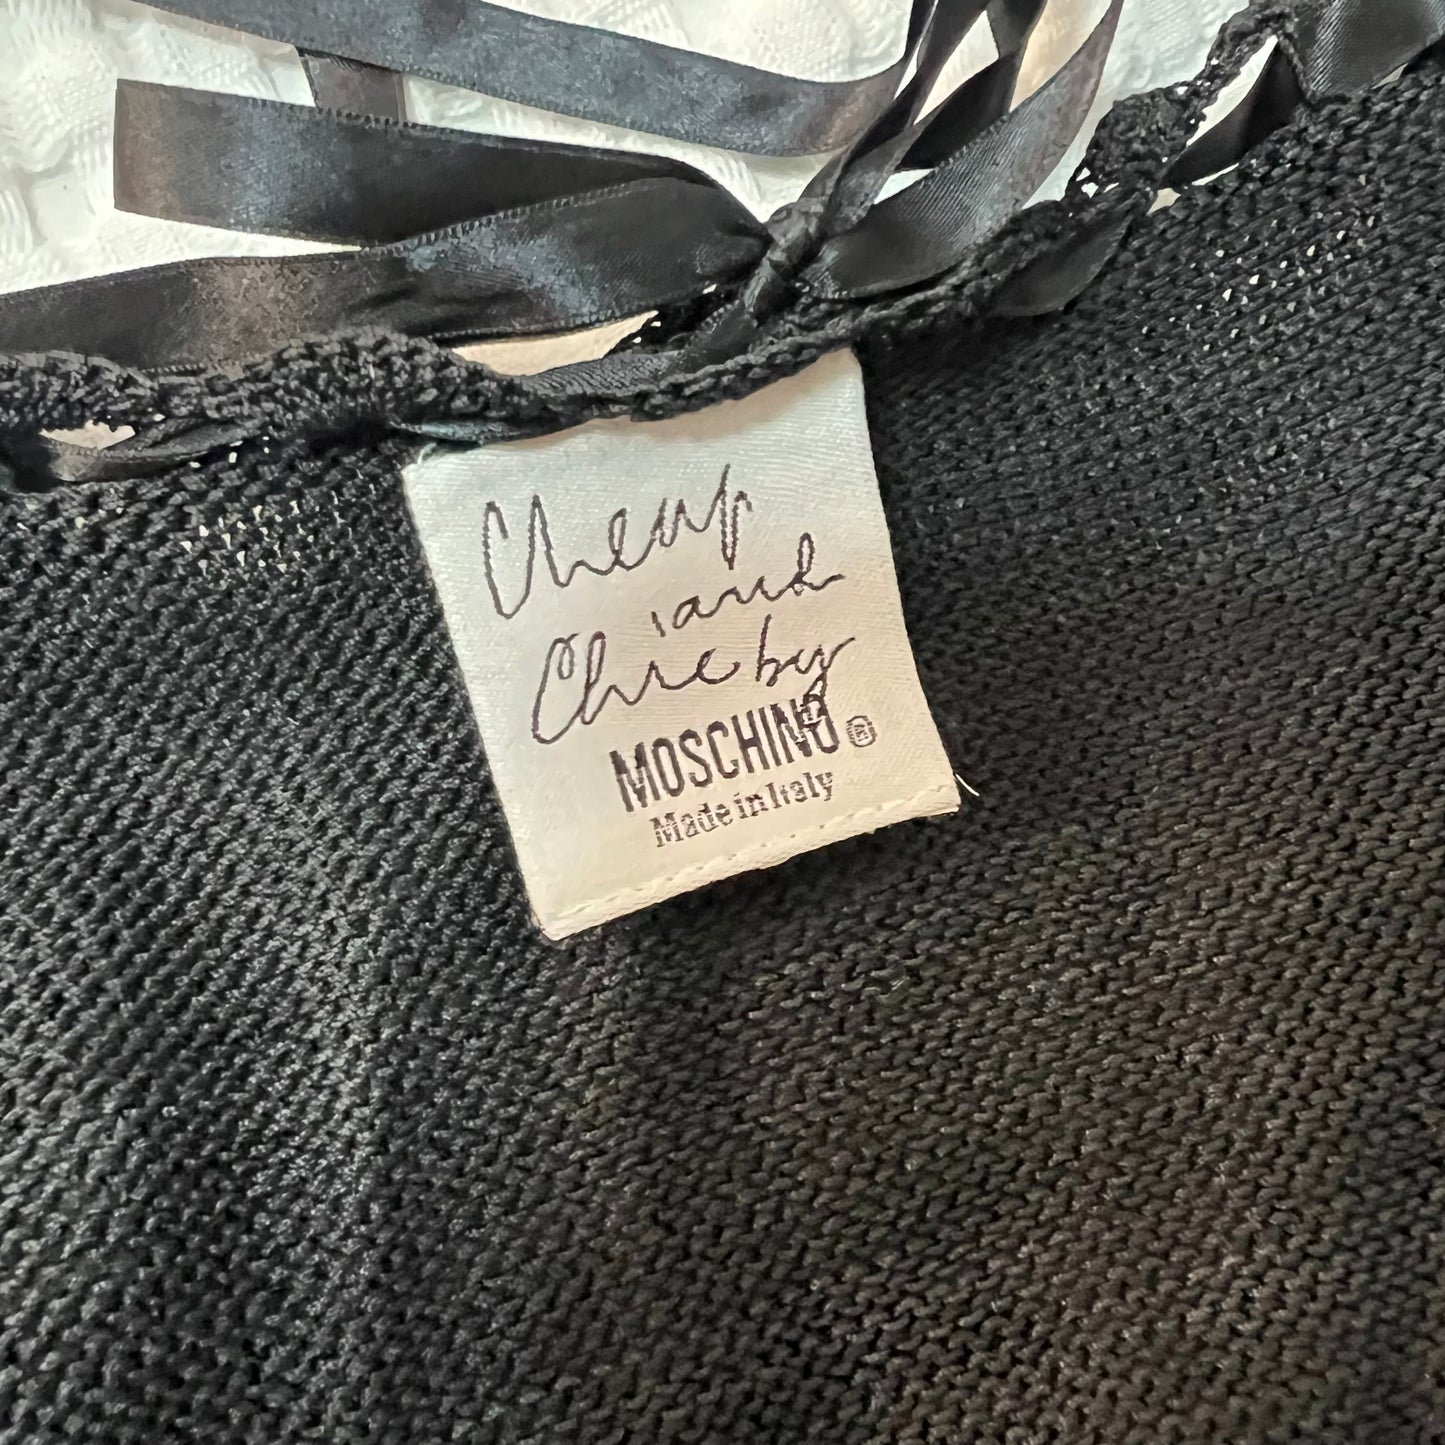 Cheap
and
Chic by
MOSCHINO®
Made in Italy